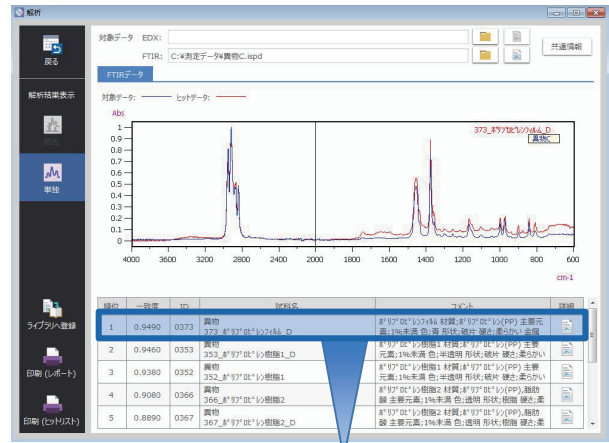 解析
対象データ EDX:
FTIR: C:¥測定データ¥異物C.ispd
共通情報
戻る
FTIRデータ
解析結果表示
対象データ: ヒットデータ:
統合
単独
Abs
373_ﾎﾟﾘﾌﾟﾛﾋﾟﾚﾝﾌｨﾙﾑ_D
異物C
1
0.9
0.8
0.7
0.6
0.5
0.4
0.3
0.2
0.1
0
4000 3600 3200 2800 2400 2000 2000 1800 1600 1400 1200 1000 800 600
cm-1
順位 一致度 ID 試料名 コメント 詳細
1 0.9490 0373 異物 ﾎﾟﾘﾌﾟﾛﾋﾟﾚﾝﾌｨﾙﾑ 材質;ﾎﾟﾘﾌﾟﾛﾋﾟﾚﾝ(PP) 主要元
373_ﾎﾟﾘﾌﾟﾛﾋﾟﾚﾝﾌｨﾙﾑ_D 素;1%未満 色;青 形状;破片 硬さ;柔らかい 金属
2 0.9460 0353 異物 ﾎﾟﾘﾌﾟﾛﾋﾟﾚﾝ樹脂1 材質;ﾎﾟﾘﾌﾟﾛﾋﾟﾚﾝ(PP) 主要
353_ﾎﾟﾘﾌﾟﾛﾋﾟﾚﾝ樹脂1_D 元素;1%未満 色;半透明 形状;破片 硬さ;柔らかい
3 0.9380 0352 異物 ﾎﾟﾘﾌﾟﾛﾋﾟﾚﾝ樹脂1 材質;ﾎﾟﾘﾌﾟﾛﾋﾟﾚﾝ(PP) 主要
352_ﾎﾟﾘﾌﾟﾛﾋﾟﾚﾝ樹脂1 元素;1%未満 色;半透明 形状;破片 硬さ;柔らかい
4 0.9080 0366 異物 ﾎﾟﾘﾌﾟﾛﾋﾟﾚﾝ樹脂2 材質;ﾎﾟﾘﾌﾟﾛﾋﾟﾚﾝ(PP),脂肪
366_ﾎﾟﾘﾌﾟﾛﾋﾟﾚﾝ樹脂2 酸 主要元素;1%未満 色;透明 形状;樹脂 硬さ;柔
5 0.8890 0367 異物 ﾎﾟﾘﾌﾟﾛﾋﾟﾚﾝ樹脂2 材質;ﾎﾟﾘﾌﾟﾛﾋﾟﾚﾝ(PP),脂肪
367_ﾎﾟﾘﾌﾟﾛﾋﾟﾚﾝ樹脂2_D 酸 主要元素;1%未満 色;透明 形状;樹脂 硬さ;柔
ライブラリへ登録
印刷 (レポート)
印刷 (ヒットリスト)